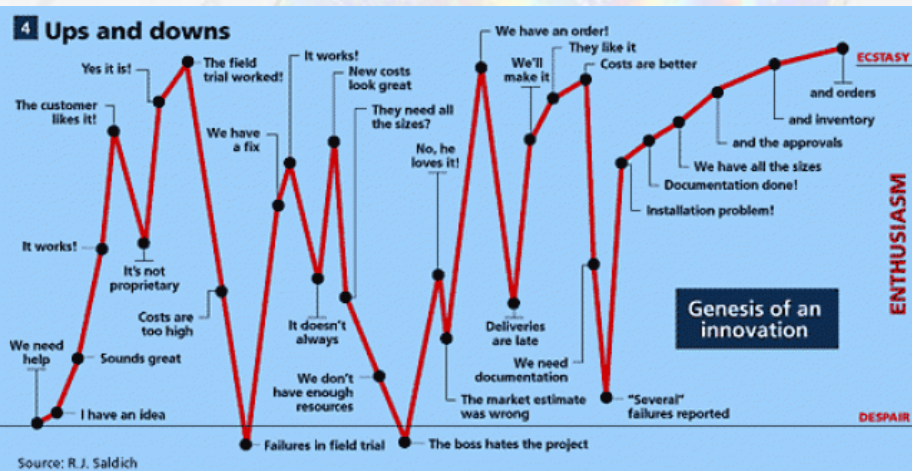 4 Ups and downs
We need
help
I have an idea
Sounds great
It works!
The customer
likes it!
It's not
proprietary
Yes it is!
The field
trial worked!
Costs are
too high
Failures in field trial
We have
a fix
It works!
It doesn't
always
New costs
look great
They need all
the sizes?
We don't
have enough
resources
The boss hates the project
No, he
loves it!
The market estimate
was wrong
We have an order!
Deliveries
are late
We'll
make it
They like it
Costs are better
We need
documentation
"Several"
failures reported
Installation problem!
Documentation done!
We have all the sizes
and the approvals
and inventory
and orders
ECSTASY
ENTHUSIASM
DESPAIR
Genesis of an
innovation
Source: R.J. Saldich